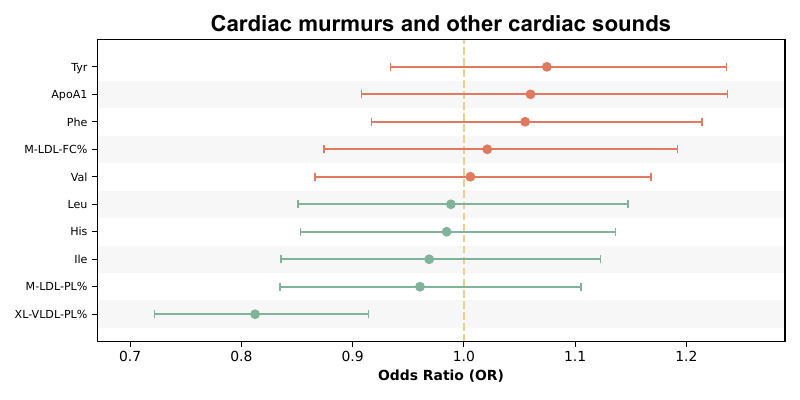 Cardiac murmurs and other cardiac sounds
Tyr
ApoA1
Phe
M-LDL-FC%
Val
Leu
His
Ile
M-LDL-PL%
XL-VLDL-PL%
0.7 0.8 0.9 1.0 1.1 1.2
Odds Ratio (OR)